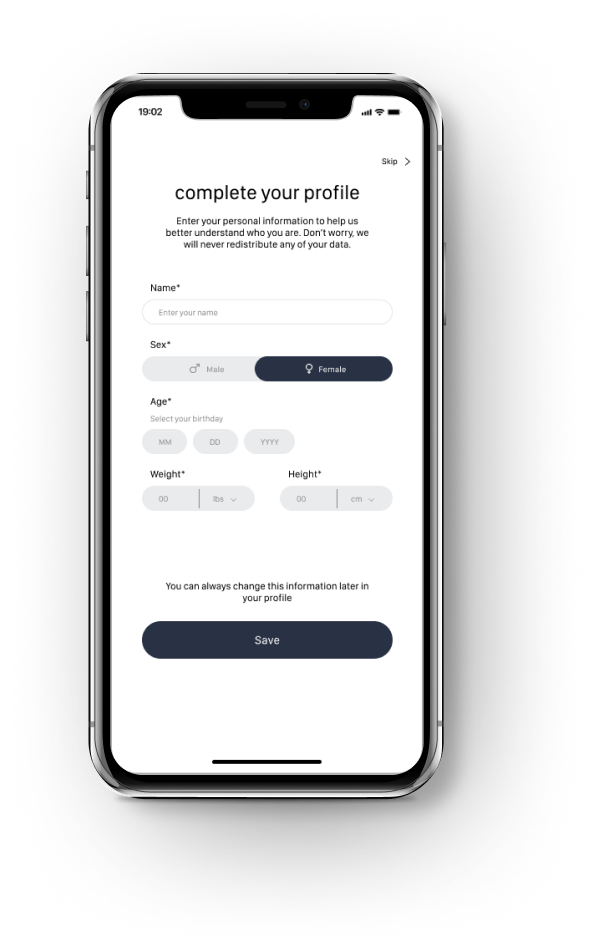 19:02
Skip
complete your profile
Enter your personal information to help us
better understand who you are. Don't worry, we
will never redistribute any of your data.
Name*
Enter your name
Sex*
Male Female
Age*
Select your birthday
MM DD YYYY
Weight* Height*
00 lbs 00 cm
You can always change this information later in
your profile
Save